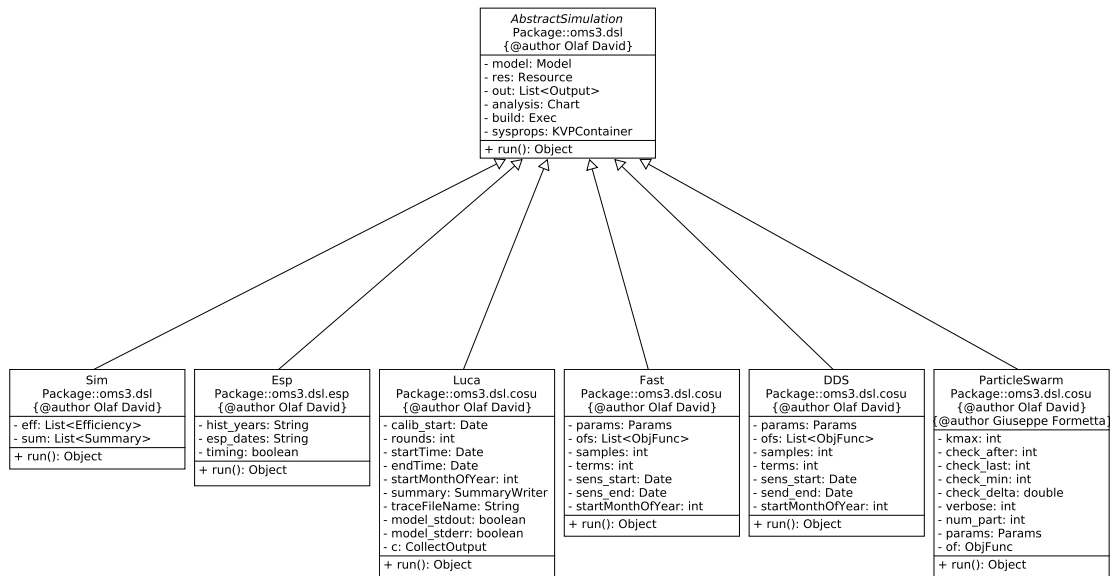 AbstractSimulation
Package::oms3.dsl
{@author Olaf David}
- model: Model
- res: Resource
- out: List<Output>
- analysis: Chart
- build: Exec
- sysprops: KVPContainer
+ run(): Object
Sim
Package::oms3.dsl
{@author Olaf David}
- eff: List<Efficiency>
- sum: List<Summary>
+ run(): Object
Esp
Package::oms3.dsl.esp
{@author Olaf David}
- hist_years: String
- esp_dates: String
- timing: boolean
+ run(): Object
Luca
Package::oms3.dsl.cosu
{@author Olaf David}
- calib_start: Date
- rounds: int
- startTime: Date
- endTime: Date
- startMonthOfYear: int
- summary: SummaryWriter
- traceFileName: String
- model_stdout: boolean
- model_stderr: boolean
- c: CollectOutput
+ run(): Object
Fast
Package::oms3.dsl.cosu
{@author Olaf David}
- params: Params
- ofs: List<ObjFunc>
- samples: int
- terms: int
- sens_start: Date
- sens_end: Date
- startMonthOfYear: int
+ run(): Object
DDS
Package::oms3.dsl.cosu
{@author Olaf David}
- params: Params
- ofs: List<ObjFunc>
- samples: int
- terms: int
- sens_start: Date
- send_end: Date
- startMonthOfYear: int
+ run(): Object
ParticleSwarm
Package::oms3.dsl.cosu
{@author Olaf David}
{@author Giuseppe Formetta}
- kmax: int
- check_after: int
- check_last: int
- check_min: int
- check_delta: double
- verbose: int
- num_part: int
- params: Params
- of: ObjFunc
+ run(): Object